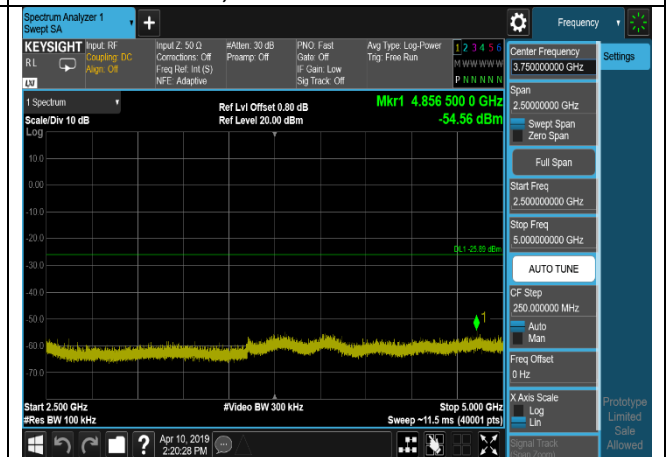 Spectrum Analyzer 1
Swept SA
+
Frequency
KEYSIGHT
RL
Input: RF
Coupling: DC
Align: Off
Input Z: 50 Ω
Corrections: Off
Freq Ref: Int (S)
NFE: Adaptive
#Atten: 30 dB
Preamp: Off
PNO: Fast
Gate: Off
IF Gain: Low
Sig Track: Off
Avg Type: Log-Power
Trig: Free Run
1 2 3 4 5 6
M W W W W W
P N N N N N
LXI
1 Spectrum
Scale/Div 10 dB
Log
Ref Lvl Offset 0.80 dB
Ref Level 20.00 dBm
Mkr1 4.856 500 0 GHz
-54.56 dBm
10.0
0.00
-10.0
-20.0
-30.0
-40.0
-50.0
-60.0
-70.0
DL1 -25.89 dBm
1
Start 2.500 GHz
#Res BW 100 kHz
#Video BW 300 kHz
Stop 5.000 GHz
Sweep ~11.5 ms (40001 pts)
?
Apr 10, 2019
2:20:28 PM
Center Frequency
3.750000000 GHz
Span
2.50000000 GHz
Swept Span
Zero Span
Full Span
Start Freq
2.500000000 GHz
Stop Freq
5.000000000 GHz
AUTO TUNE
CF Step
250.000000 MHz
Auto
Man
Freq Offset
0 Hz
X Axis Scale
Log
Lin
Signal Track
(Span Zoom)
Settings
Prototype
Limited
Sale
Allowed